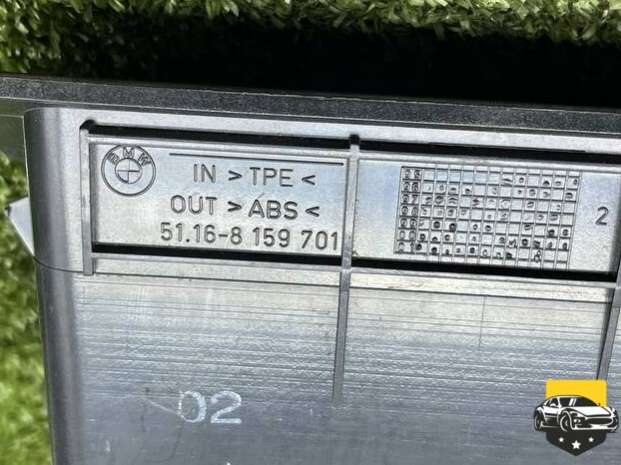 BMW
IN >TPE<
OUT >ABS<
51.16-8 159 701
2
02